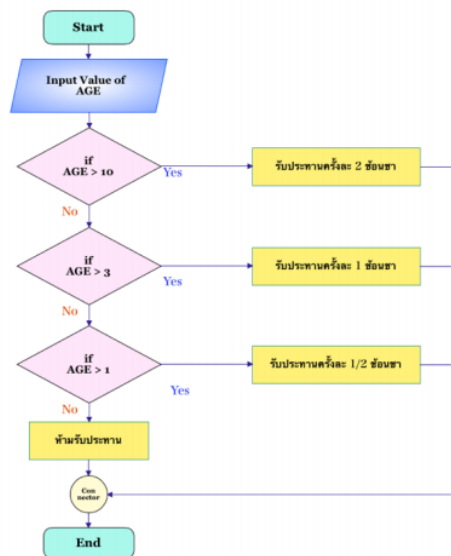 Start
Input Value of
AGE
if
AGE > 10
Yes
รับประทานครั้งละ 2 ช้อนชา
No
if
AGE > 3
Yes
รับประทานครั้งละ 1 ช้อนชา
No
if
AGE > 1
Yes
รับประทานครั้งละ 1/2 ช้อนชา
No
ห้ามรับประทาน
Con
nector
End